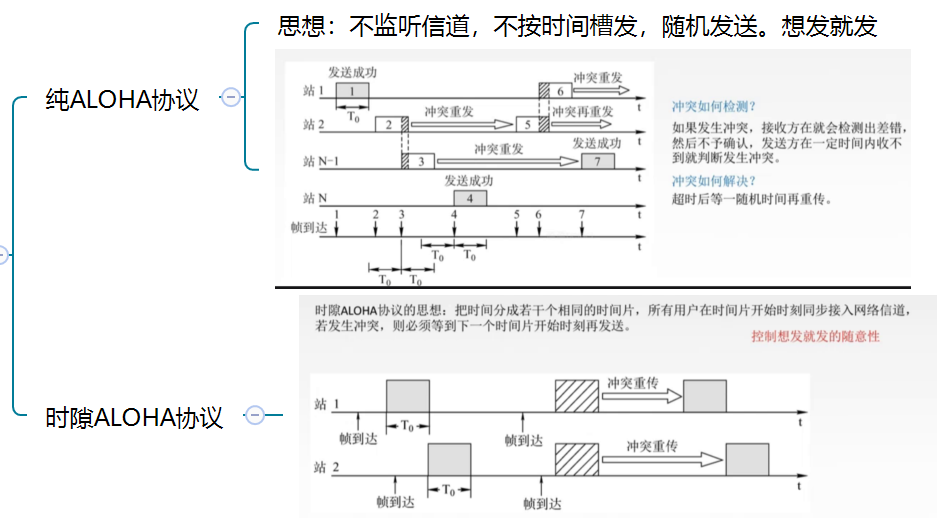 思想：不监听信道，不按时间槽发，随机发送。想发就发
纯ALOHA协议
发送成功
站 1
1
T₀
6
冲突重发
t
站 2
2
冲突重发
5
冲突再重发
t
站 N-1
3
冲突重发
发送成功
7
t
站 N
发送成功
4
t
帧到达
1
2
3
4
5
6
7
t
T₀
T₀
T₀
T₀
冲突如何检测？
如果发生冲突，接收方在就会检测出差错，
然后不予确认，发送方在一定时间内收不
到就判断发生冲突。
冲突如何解决？
超时后等一随机时间再重传。
时隙ALOHA协议
时隙ALOHA协议的思想：把时间分成若干个相同的时间片，所有用户在时间片开始时刻同步接入网络信道，
若发生冲突，则必须等到下一个时间片开始时刻再发送。
控制想发就发的随意性
站 1
冲突重传
t
帧到达
T₀
帧到达
站 2
冲突重传
t
帧到达
T₀
帧到达